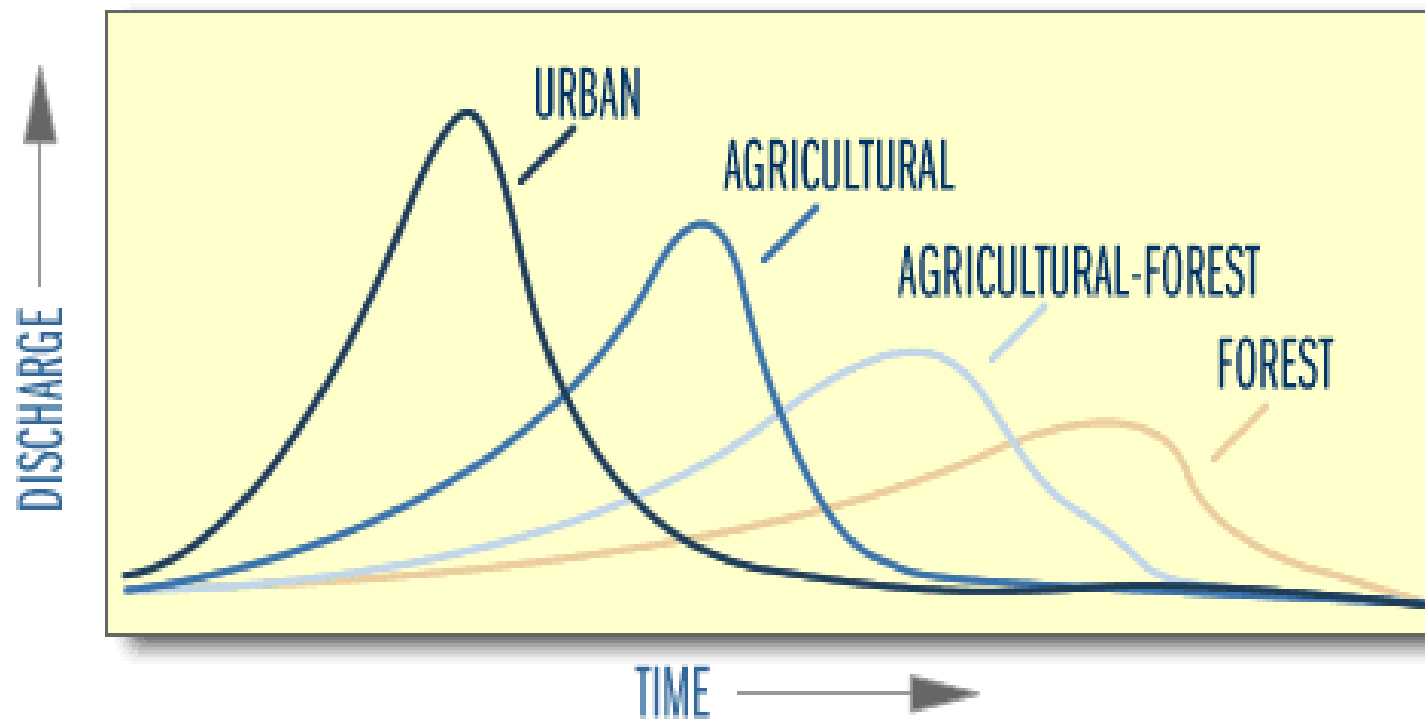 URBAN
AGRICULTURAL
AGRICULTURAL-FOREST
FOREST
DISCHARGE
TIME